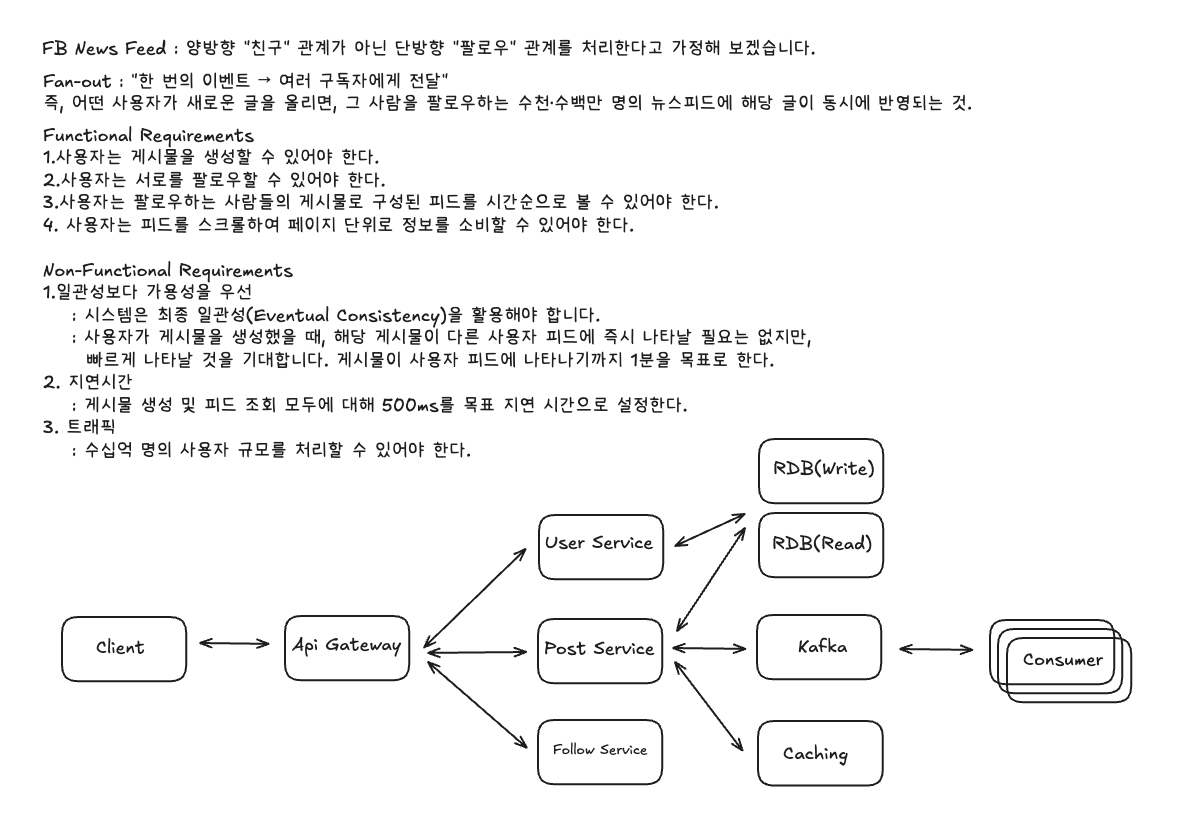 FB News Feed : 양방향 "친구" 관계가 아닌 단방향 "팔로우" 관계를 처리한다고 가정해 보겠습니다.
Fan-out : "한 번의 이벤트 → 여러 구독자에게 전달"
즉, 어떤 사용자가 새로운 글을 올리면, 그 사람을 팔로우하는 수천·수백만 명의 뉴스피드에 해당 글이 동시에 반영되는 것.
Functional Requirements
1.사용자는 게시물을 생성할 수 있어야 한다.
2.사용자는 서로를 팔로우할 수 있어야 한다.
3.사용자는 팔로우하는 사람들의 게시물로 구성된 피드를 시간순으로 볼 수 있어야 한다.
4. 사용자는 피드를 스크롤하여 페이지 단위로 정보를 소비할 수 있어야 한다.
Non-Functional Requirements
1.일관성보다 가용성을 우선
: 시스템은 최종 일관성(Eventual Consistency)을 활용해야 합니다.
: 사용자가 게시물을 생성했을 때, 해당 게시물이 다른 사용자 피드에 즉시 나타날 필요는 없지만,
빠르게 나타날 것을 기대합니다. 게시물이 사용자 피드에 나타나기까지 1분을 목표로 한다.
2. 지연시간
: 게시물 생성 및 피드 조회 모두에 대해 500ms를 목표 지연 시간으로 설정한다.
3. 트래픽
: 수십억 명의 사용자 규모를 처리할 수 있어야 한다.
RDB(Write)
User Service
RDB(Read)
Client
Api Gateway
Post Service
Kafka
Consumer
Follow Service
Caching